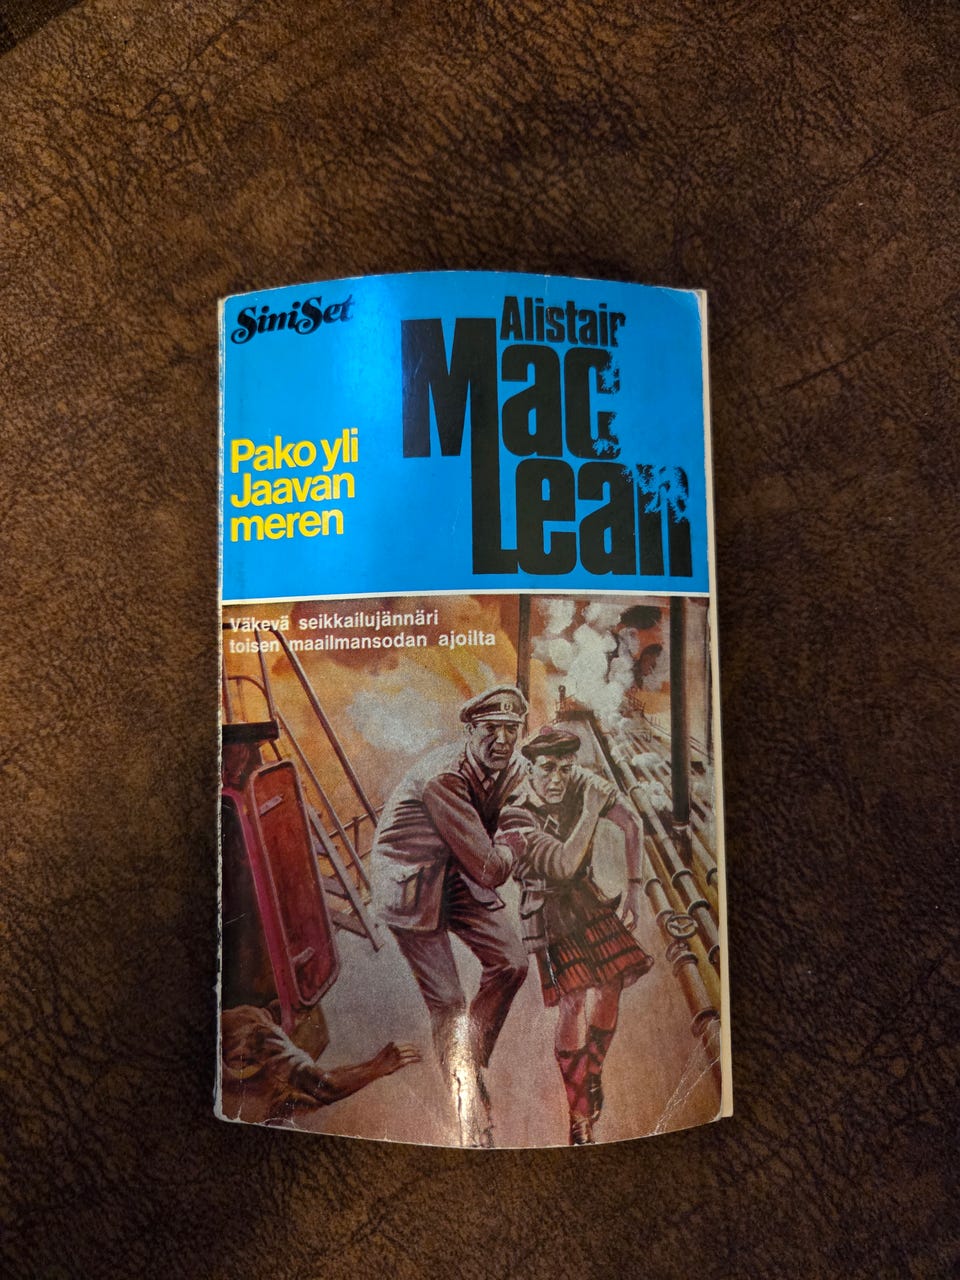 SiniSet
Alistair
Mac
Lean
Pako yli
Jaavan
meren
Väkevä seikkailujännäri
toisen maailmansodan ajoilta